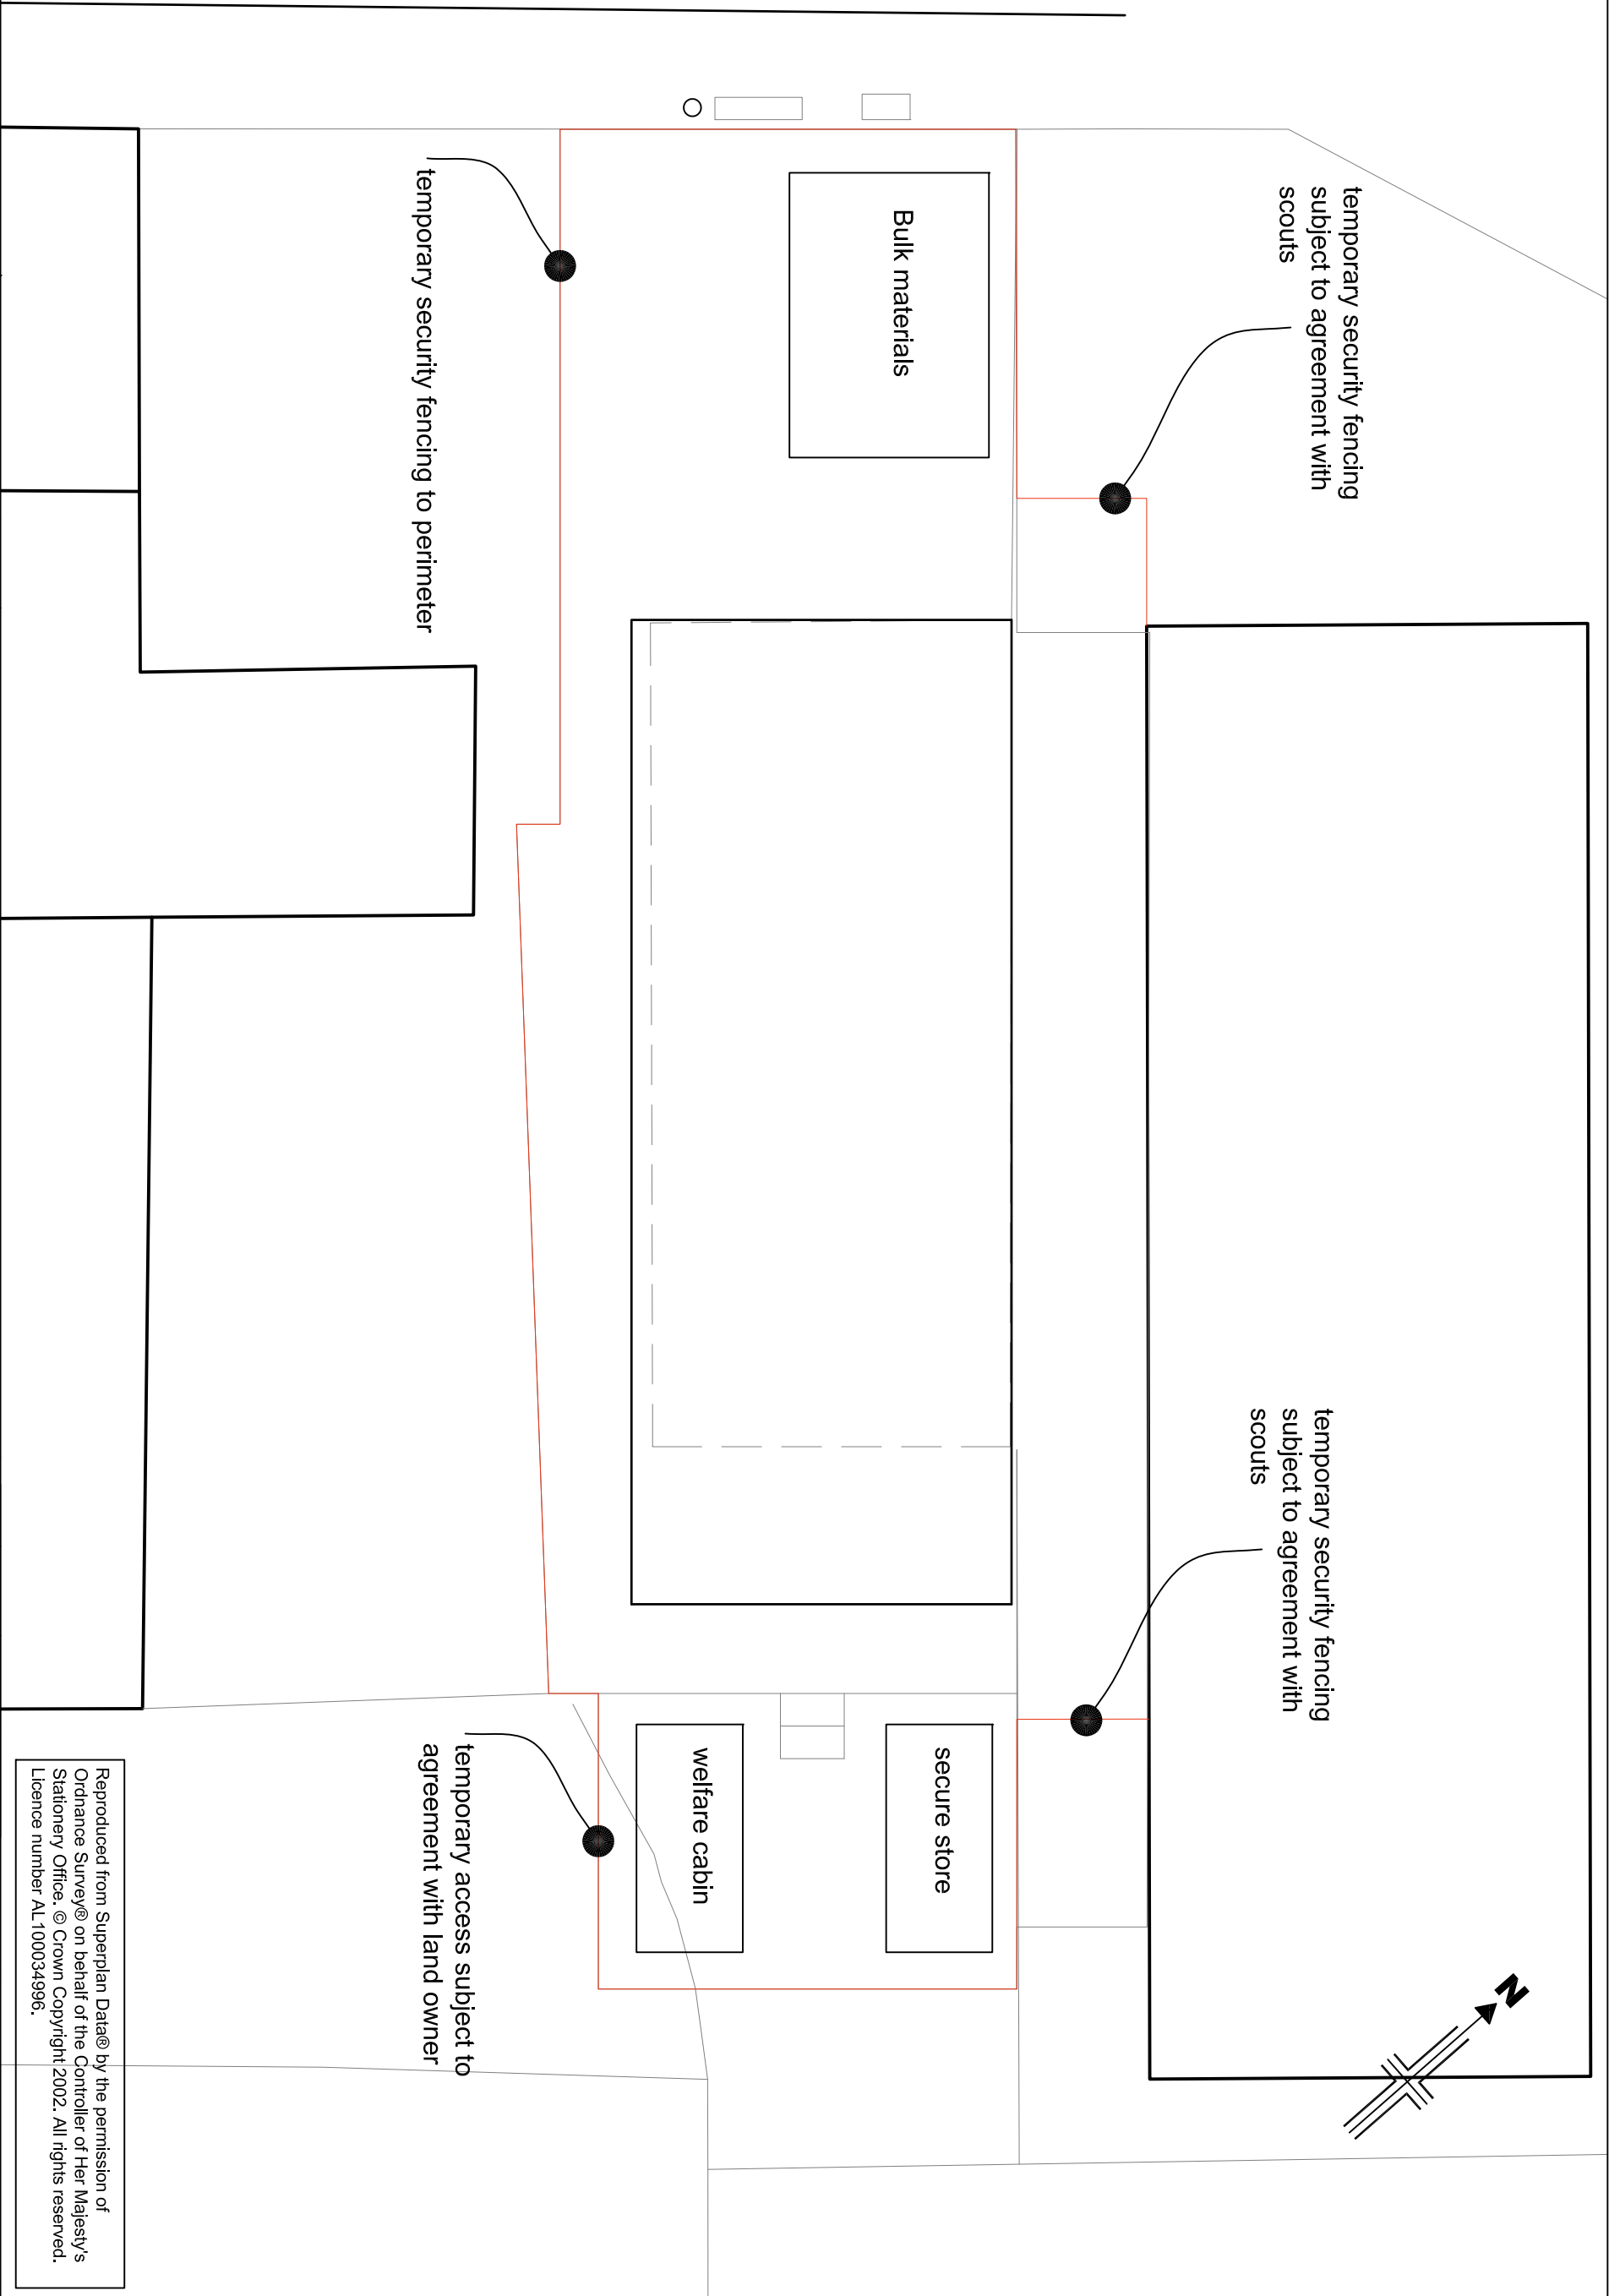 temporary security fencing
subject to agreement with
scouts
temporary security fencing
subject to agreement with
scouts
N
Bulk materials
secure store
welfare cabin
temporary security fencing to perimeter
temporary access subject to
agreement with land owner
Reproduced from Superplan Data® by the permission of
Ordnance Survey® on behalf of the Controller of Her Majesty's
Stationery Office. © Crown Copyright 2002. All rights reserved.
Licence number AL100034996.